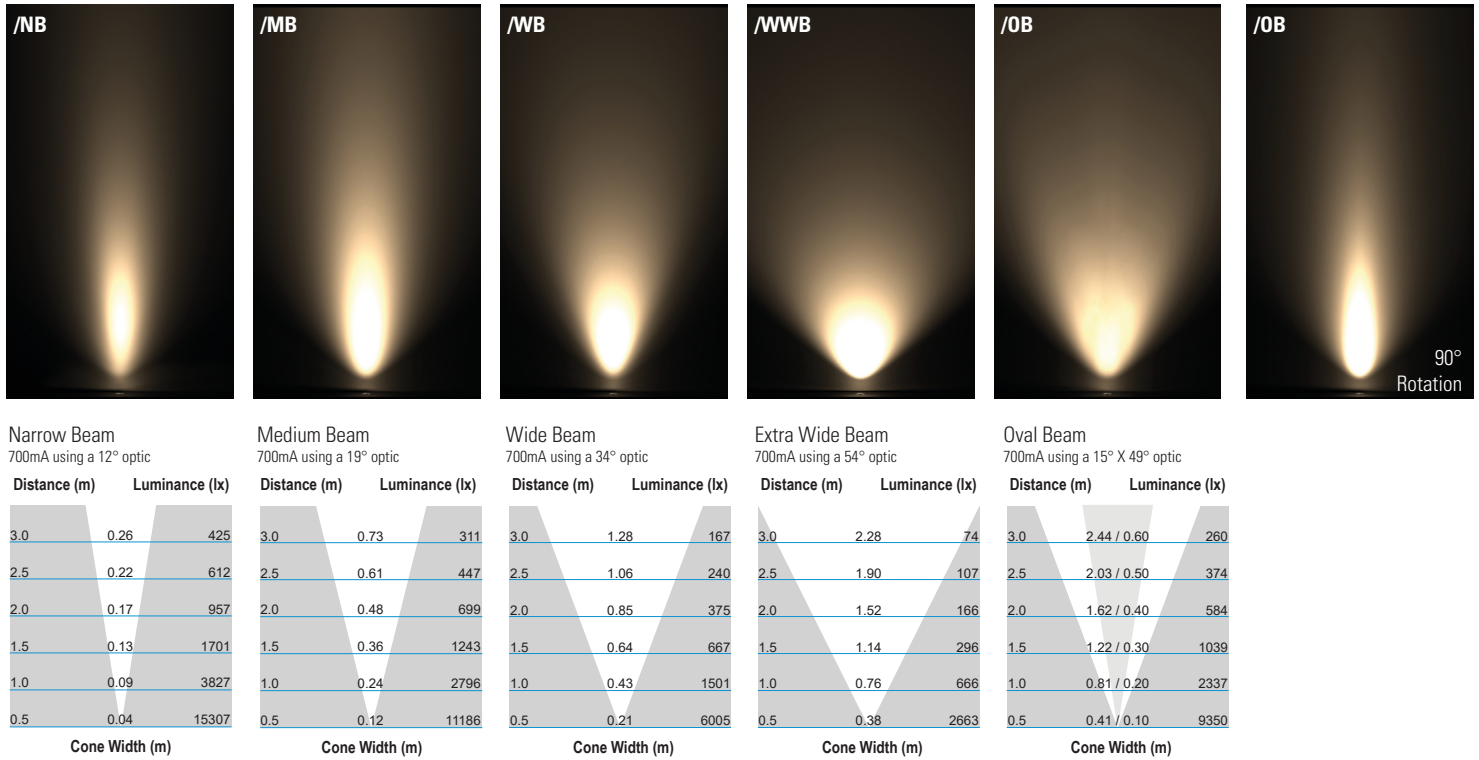 /NB
/MB
/WB
/WWB
/OB
/OB
90°
Rotation
Narrow Beam
700mA using a 12° optic
Distance (m) Luminance (lx)
3.0 0.26 425
2.5 0.22 612
2.0 0.17 957
1.5 0.13 1701
1.0 0.09 3827
0.5 0.04 15307
Cone Width (m)
Medium Beam
700mA using a 19° optic
Distance (m) Luminance (lx)
3.0 0.73 311
2.5 0.61 447
2.0 0.48 699
1.5 0.36 1243
1.0 0.24 2796
0.5 0.12 11186
Cone Width (m)
Wide Beam
700mA using a 34° optic
Distance (m) Luminance (lx)
3.0 1.28 167
2.5 1.06 240
2.0 0.85 375
1.5 0.64 667
1.0 0.43 1501
0.5 0.21 6005
Cone Width (m)
Extra Wide Beam
700mA using a 54° optic
Distance (m) Luminance (lx)
3.0 2.28 74
2.5 1.90 107
2.0 1.52 166
1.5 1.14 296
1.0 0.76 666
0.5 0.38 2663
Cone Width (m)
Oval Beam
700mA using a 15° X 49° optic
Distance (m) Luminance (lx)
3.0 2.44 / 0.60 260
2.5 2.03 / 0.50 374
2.0 1.62 / 0.40 584
1.5 1.22 / 0.30 1039
1.0 0.81 / 0.20 2337
0.5 0.41 / 0.10 9350
Cone Width (m)